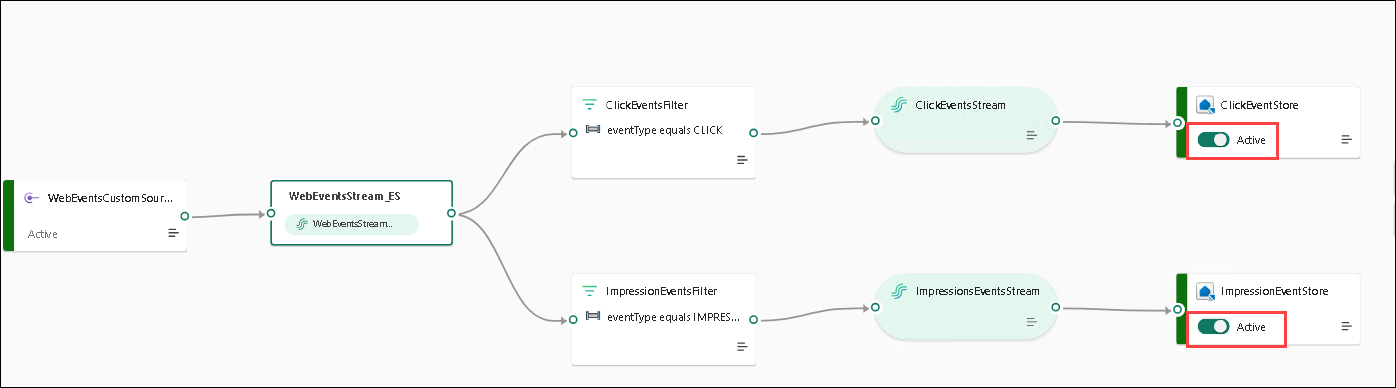 WebEventsCustomSour...
Active
WebEventsStream_ES
WebEventsStream...
ClickEventsFilter
eventType equals CLICK
ClickEventsStream
ClickEventStore
Active
ImpressionEventsFilter
eventType equals IMPRES...
ImpressionsEventsStream
ImpressionEventStore
Active